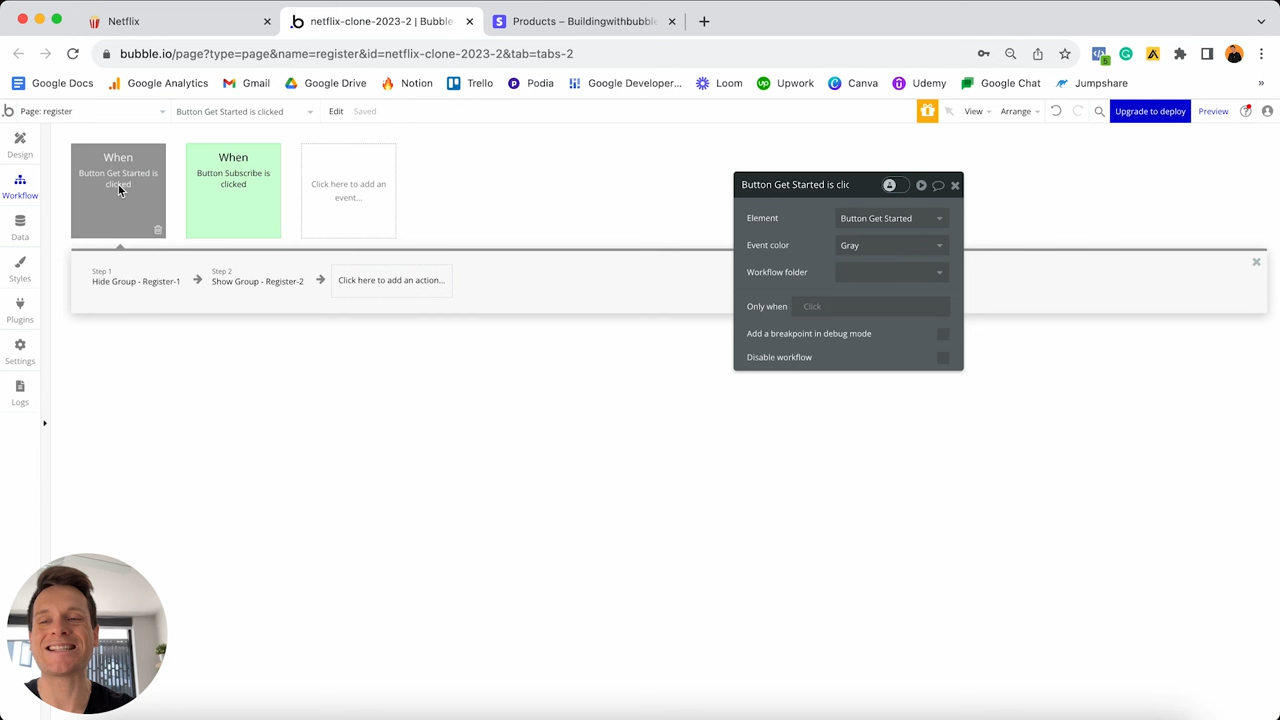 Netflix
netflix-clone-2023-2 | Bubble
Products – Buildingwithbubble
bubble.io/page?type=page&name=register&id=netflix-clone-2023-2&tab=tabs-2
Google Docs
Google Analytics
Gmail
Google Drive
Notion
Trello
Podia
Google Developer...
Loom
Upwork
Canva
Udemy
Google Chat
Jumpshare
»
Page: register
Button Get Started is clicked
Edit
Saved
View
Arrange
Upgrade to deploy
Preview
Design
Workflow
Data
Styles
Plugins
Settings
Logs
When
Button Get Started is
clicked
When
Button Subscribe is
clicked
Click here to add an
event...
Step 1
Hide Group - Register-1
Step 2
Show Group - Register-2
Click here to add an action...
Button Get Started is clic
Element
Button Get Started
Event color
Gray
Workflow folder
Only when
Click
Add a breakpoint in debug mode
Disable workflow